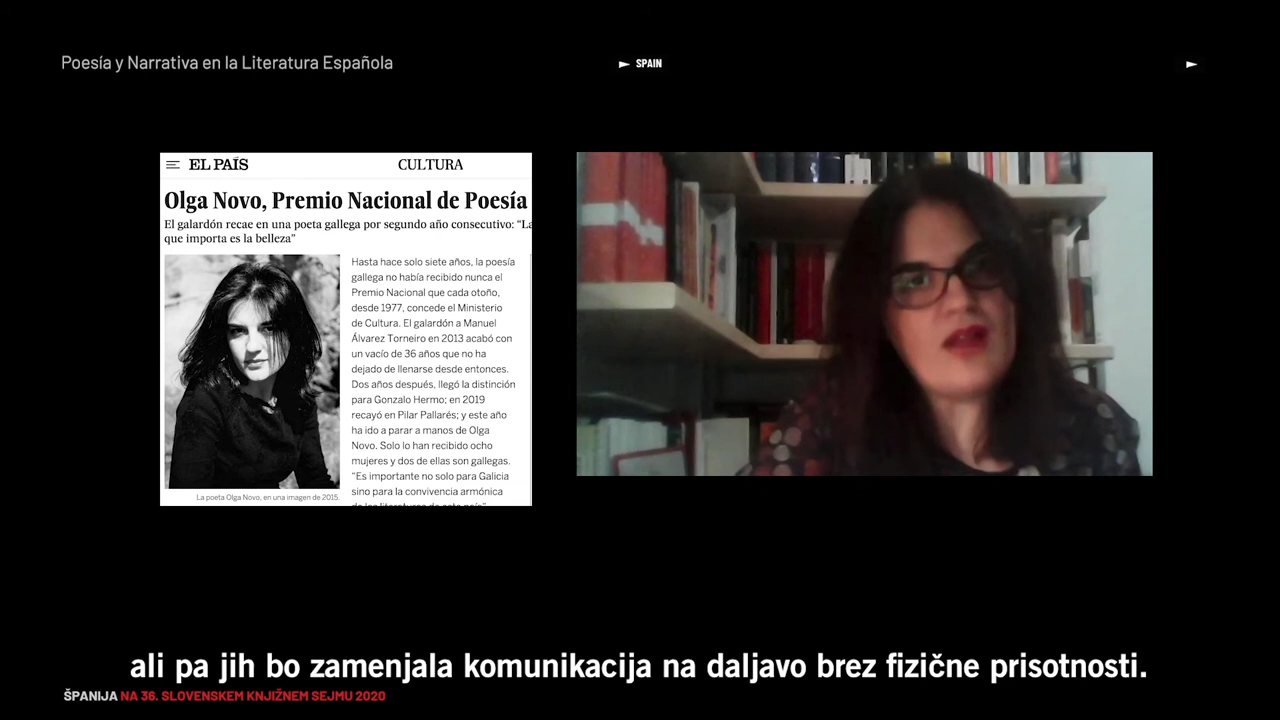 Poesía y Narrativa en la Literatura Española
SPAIN
EL PAÍS
CULTURA
Olga Novo, Premio Nacional de Poesía
El galardón recae en una poeta gallega por segundo año consecutivo: “La
que importa es la belleza”
Hasta hace solo siete años, la poesía
gallega no había recibido nunca el
Premio Nacional que cada otoño,
desde 1977, concede el Ministerio
de Cultura. El galardón a Manuel
Álvarez Torneiro en 2013 acabó con
un vacío de 36 años que no ha
dejado de llenarse desde entonces.
Dos años después, llegó la distinción
para Gonzalo Hermo; en 2019
recayó en Pilar Pallarés; y este año
ha ido a parar a manos de Olga
Novo. Solo lo han recibido ocho
mujeres y dos de ellas son gallegas.
“Es importante no solo para Galicia
sino para la convivencia armónica
de las literaturas de este país”
La poeta Olga Novo, en una imagen de 2015.
ali pa jih bo zamenjala komunikacija na daljavo brez fizične prisotnosti.
ŠPANIJA NA 36. SLOVENSKEM KNJIŽNEM SEJMU 2020